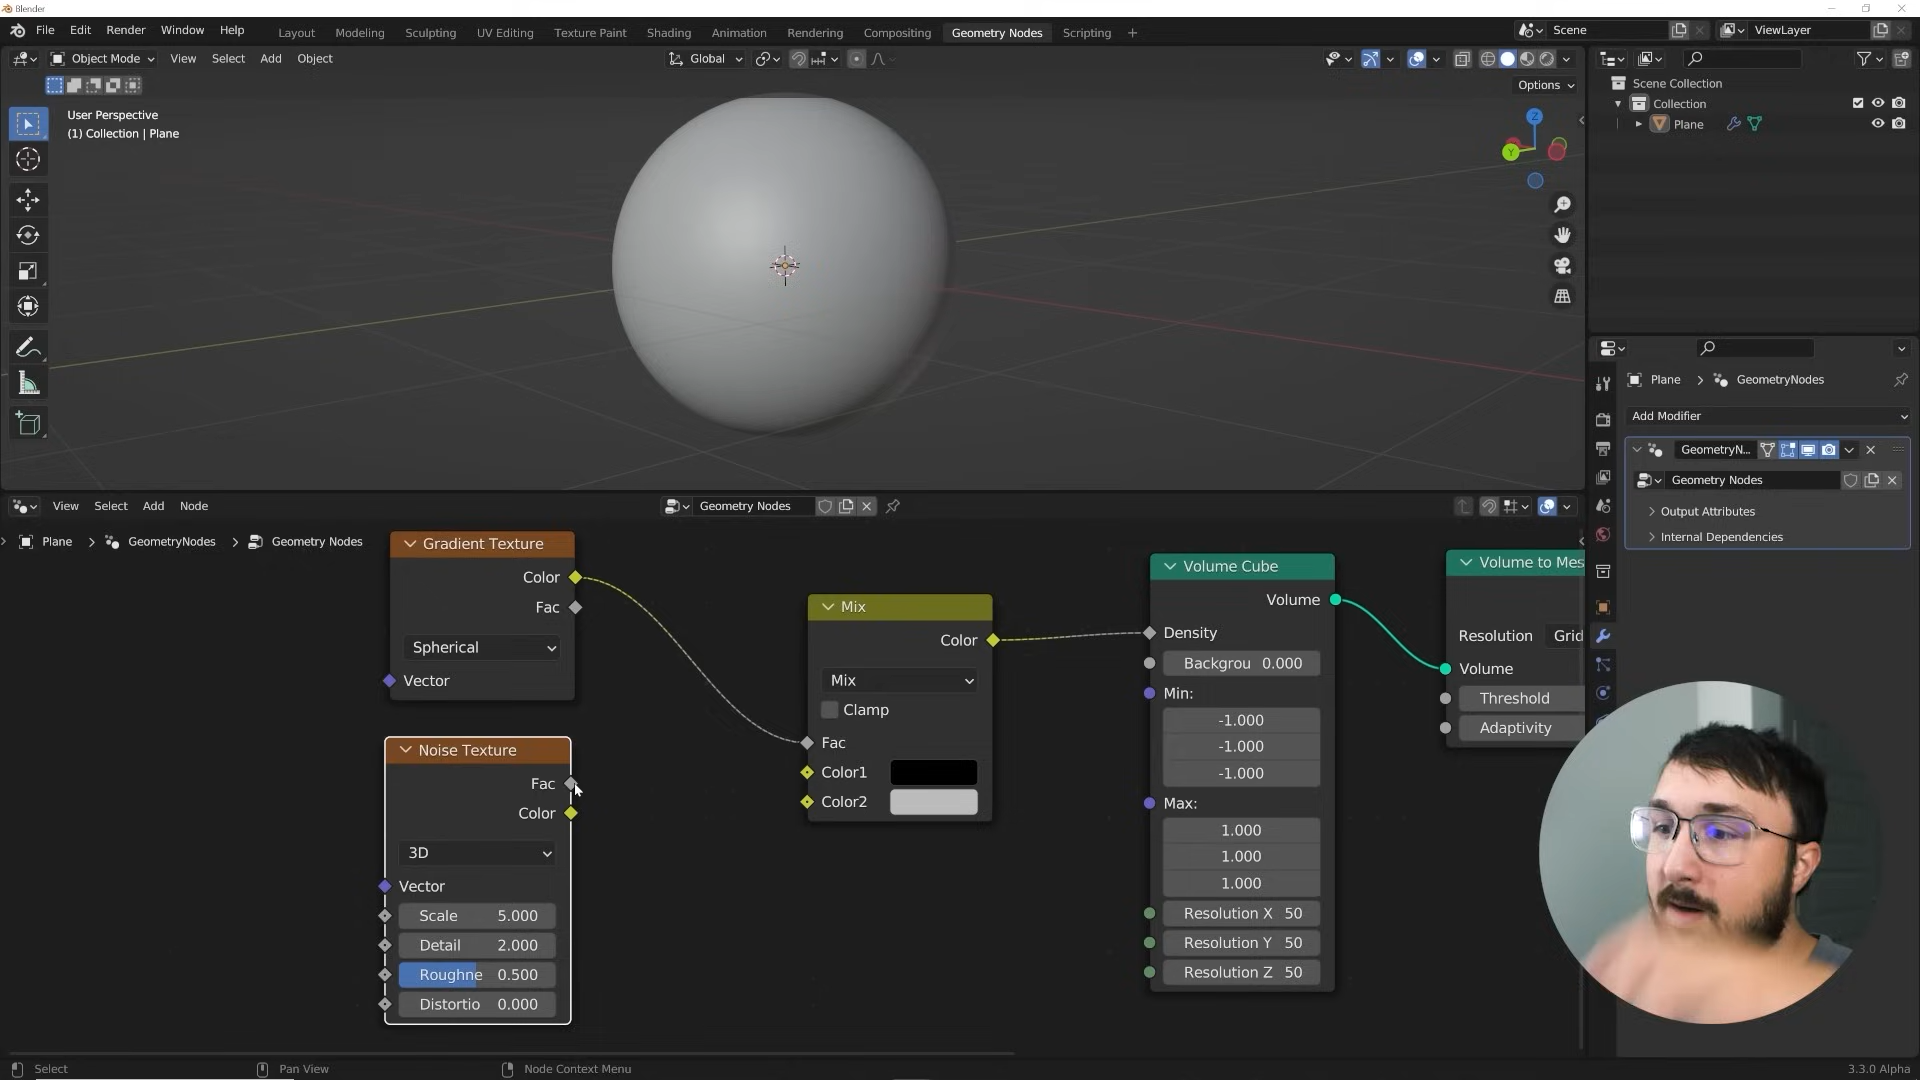 Blender
File Edit Render Window Help
Layout Modeling Sculpting UV Editing Texture Paint Shading Animation Rendering Compositing Geometry Nodes Scripting +
Scene
ViewLayer
Object Mode View Select Add Object
Global
Options
User Perspective
(1) Collection | Plane
Z
Y
Scene Collection
Collection
Plane
Plane > GeometryNodes
Add Modifier
GeometryN...
Geometry Nodes
Output Attributes
Internal Dependencies
View Select Add Node
Geometry Nodes
Plane > GeometryNodes > Geometry Nodes
Gradient Texture
Color
Fac
Spherical
Vector
Noise Texture
Fac
Color
3D
Vector
Scale 5.000
Detail 2.000
Roughne 0.500
Distortio 0.000
Mix
Color
Mix
Clamp
Fac
Color1
Color2
Volume Cube
Volume
Density
Backgrou 0.000
Min:
-1.000
-1.000
-1.000
Max:
1.000
1.000
1.000
Resolution X 50
Resolution Y 50
Resolution Z 50
Volume to Mes
Resolution Grid
Volume
Threshold
Adaptivity
Select
Pan View
Node Context Menu
3.3.0 Alpha